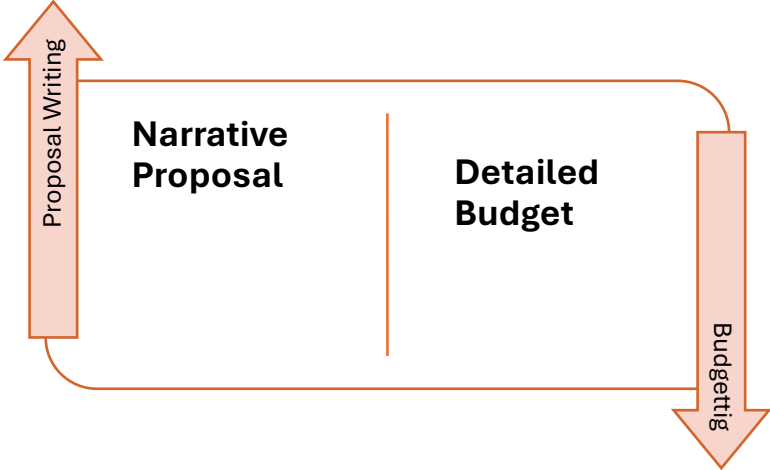 Proposal Writing
Narrative
Proposal
Detailed
Budget
Budgettig